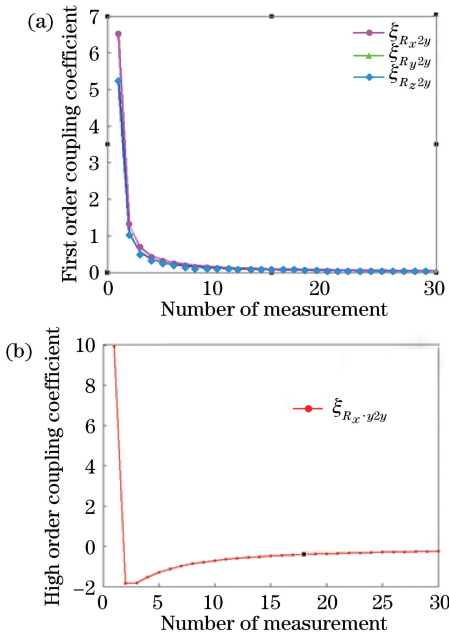 (a)
First order coupling coefficient
7
6
5
4
3
2
1
0
ξRx2y
ξRy2y
ξRz2y
0 10 20 30
Number of measurement
(b)
High order coupling coefficient
10
8
6
4
2
0
−2
ξRx·y2y
0 5 10 15 20 25 30
Number of measurement